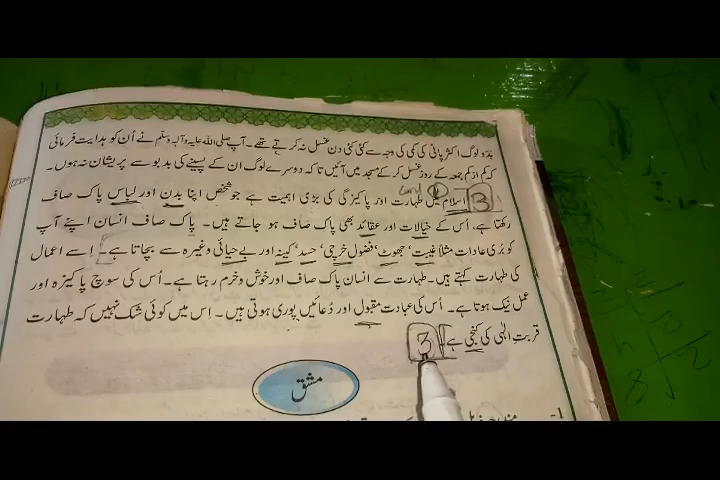 بدّو لوگ اکثر پانی کی کمی کی وجہ سے کئی کئی دن غسل نہ کرتے تھے۔ آپ صلی اللہ علیہ وآلہ وسلم نے اُن کو ہدایت فرمائی
کہ کم از کم جمعہ کے روز غسل کر کے مسجد میں آئیں تاکہ دوسرے لوگ ان کے پسینے کی بدبو سے پریشان نہ ہوں۔
3 اسلام میں طہارت اور پاکیزگی کی بڑی اہمیت ہے جو شخص اپنا بدن اور لباس پاک صاف
رکھتا ہے، اُس کے خیالات اور عقائد بھی پاک صاف ہو جاتے ہیں۔ پاک صاف انسان اپنے آپ
کو بُری عادات مثلاً غیبت، جھوٹ، فضول خرچی، حسد، کینہ اور بے حیائی وغیرہ سے بچاتا ہے۔ اسے اعمال
کی طہارت کہتے ہیں۔ طہارت سے انسان پاک صاف اور خوش و خرم رہتا ہے۔ اُس کی سوچ پاکیزہ اور
عمل نیک ہوتا ہے۔ اُس کی عبادت مقبول اور دُعائیں پوری ہوتی ہیں۔ اِس میں کوئی شک نہیں کہ طہارت
قربتِ الٰہی کی کنجی ہے۔ 3
مشق
1-